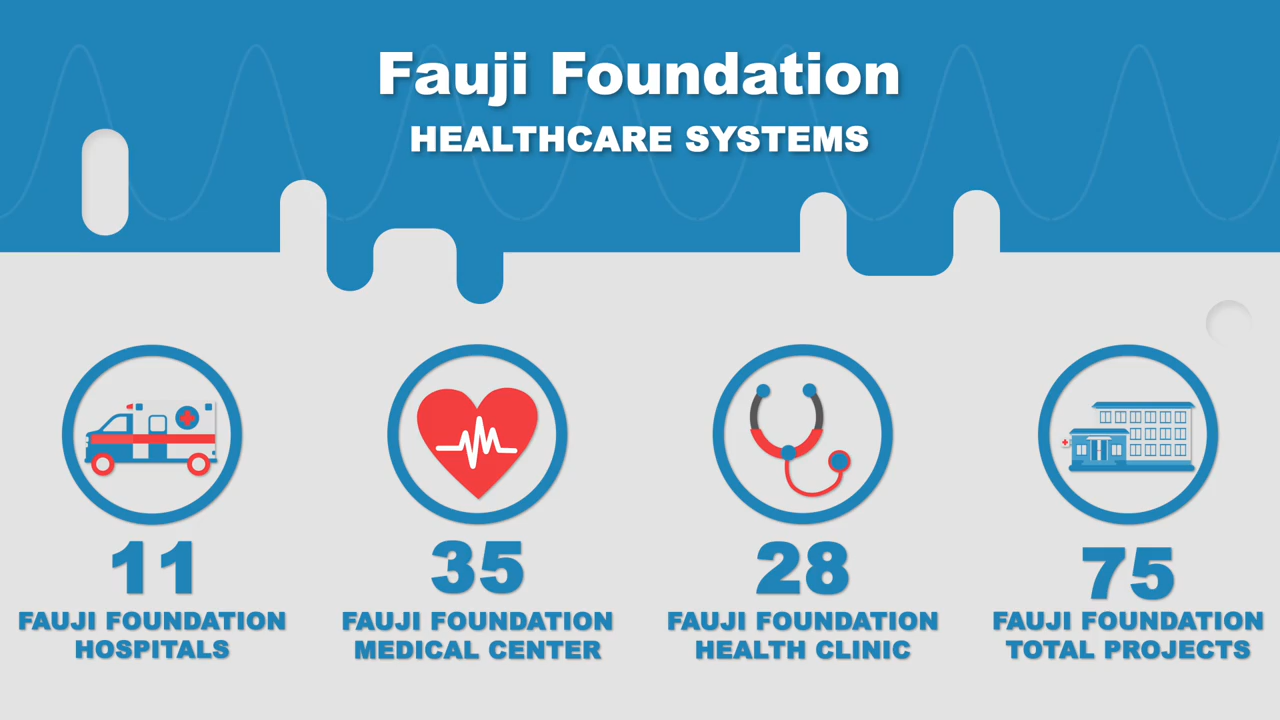 Fauji Foundation
HEALTHCARE SYSTEMS
11
FAUJI FOUNDATION
HOSPITALS
35
FAUJI FOUNDATION
MEDICAL CENTER
28
FAUJI FOUNDATION
HEALTH CLINIC
75
FAUJI FOUNDATION
TOTAL PROJECTS